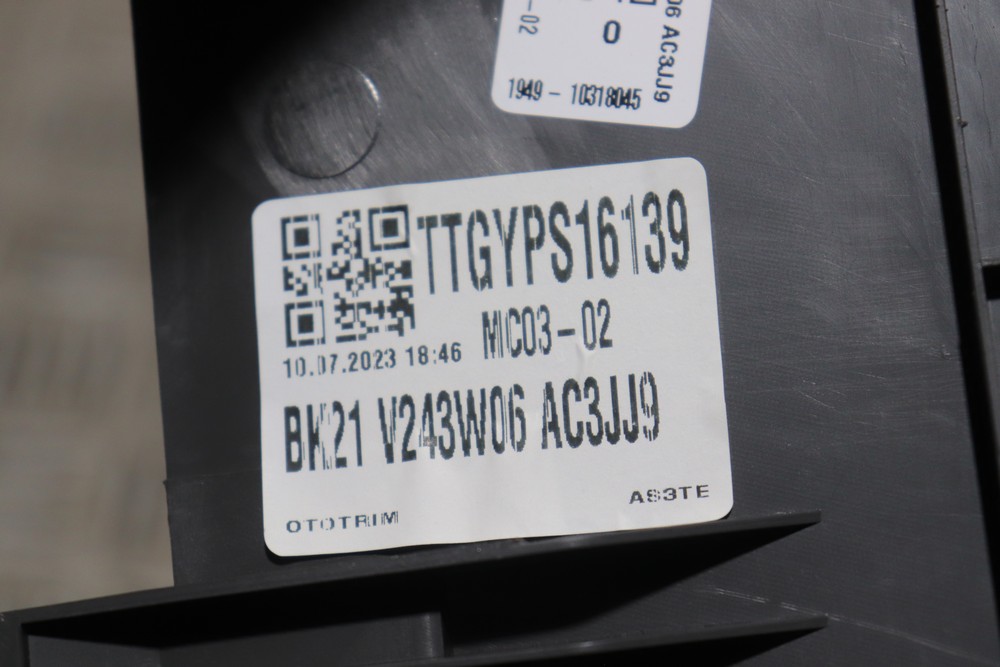 -02
0
06 AC3JJ9
1949 - 10318045
TTGYPS16139
MC03-02
10.07.2023 18:46
BK21 V243W06 AC3JJ9
OTOTRIM
AS3TE